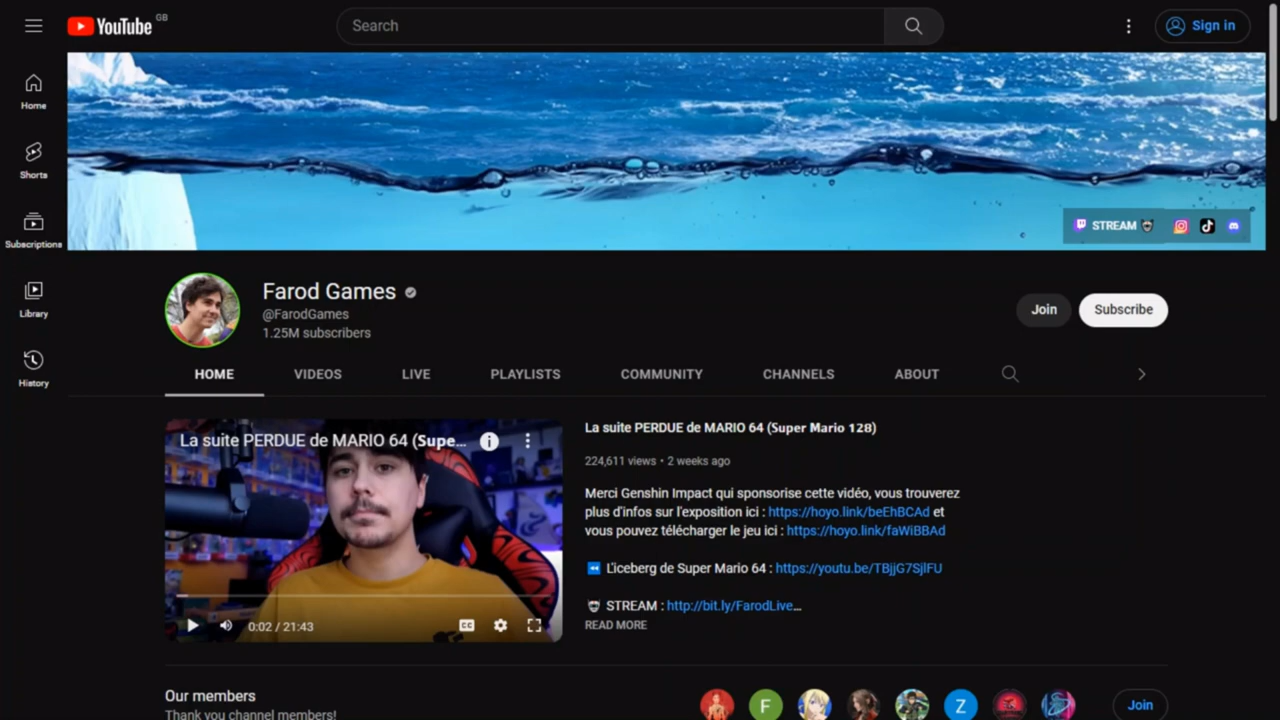 YouTube GB
Search
Sign in
Home
Shorts
Subscriptions
Library
History
STREAM
Farod Games
@FarodGames
1.25M subscribers
Join
Subscribe
HOME
VIDEOS
LIVE
PLAYLISTS
COMMUNITY
CHANNELS
ABOUT
La suite PERDUE de MARIO 64 (Supe...
0:02 / 21:43
CC
La suite PERDUE de MARIO 64 (Super Mario 128)
224,611 views • 2 weeks ago
Merci Genshin Impact qui sponsorise cette vidéo, vous trouverez
plus d'infos sur l'exposition ici : https://hoyo.link/beEhBCAd et
vous pouvez télécharger le jeu ici : https://hoyo.link/faWiBBAd
L'iceberg de Super Mario 64 : https://youtu.be/TBjjG7SjlFU
STREAM : http://bit.ly/FarodLive...
READ MORE
Our members
Thank you channel members!
F
Z
Join